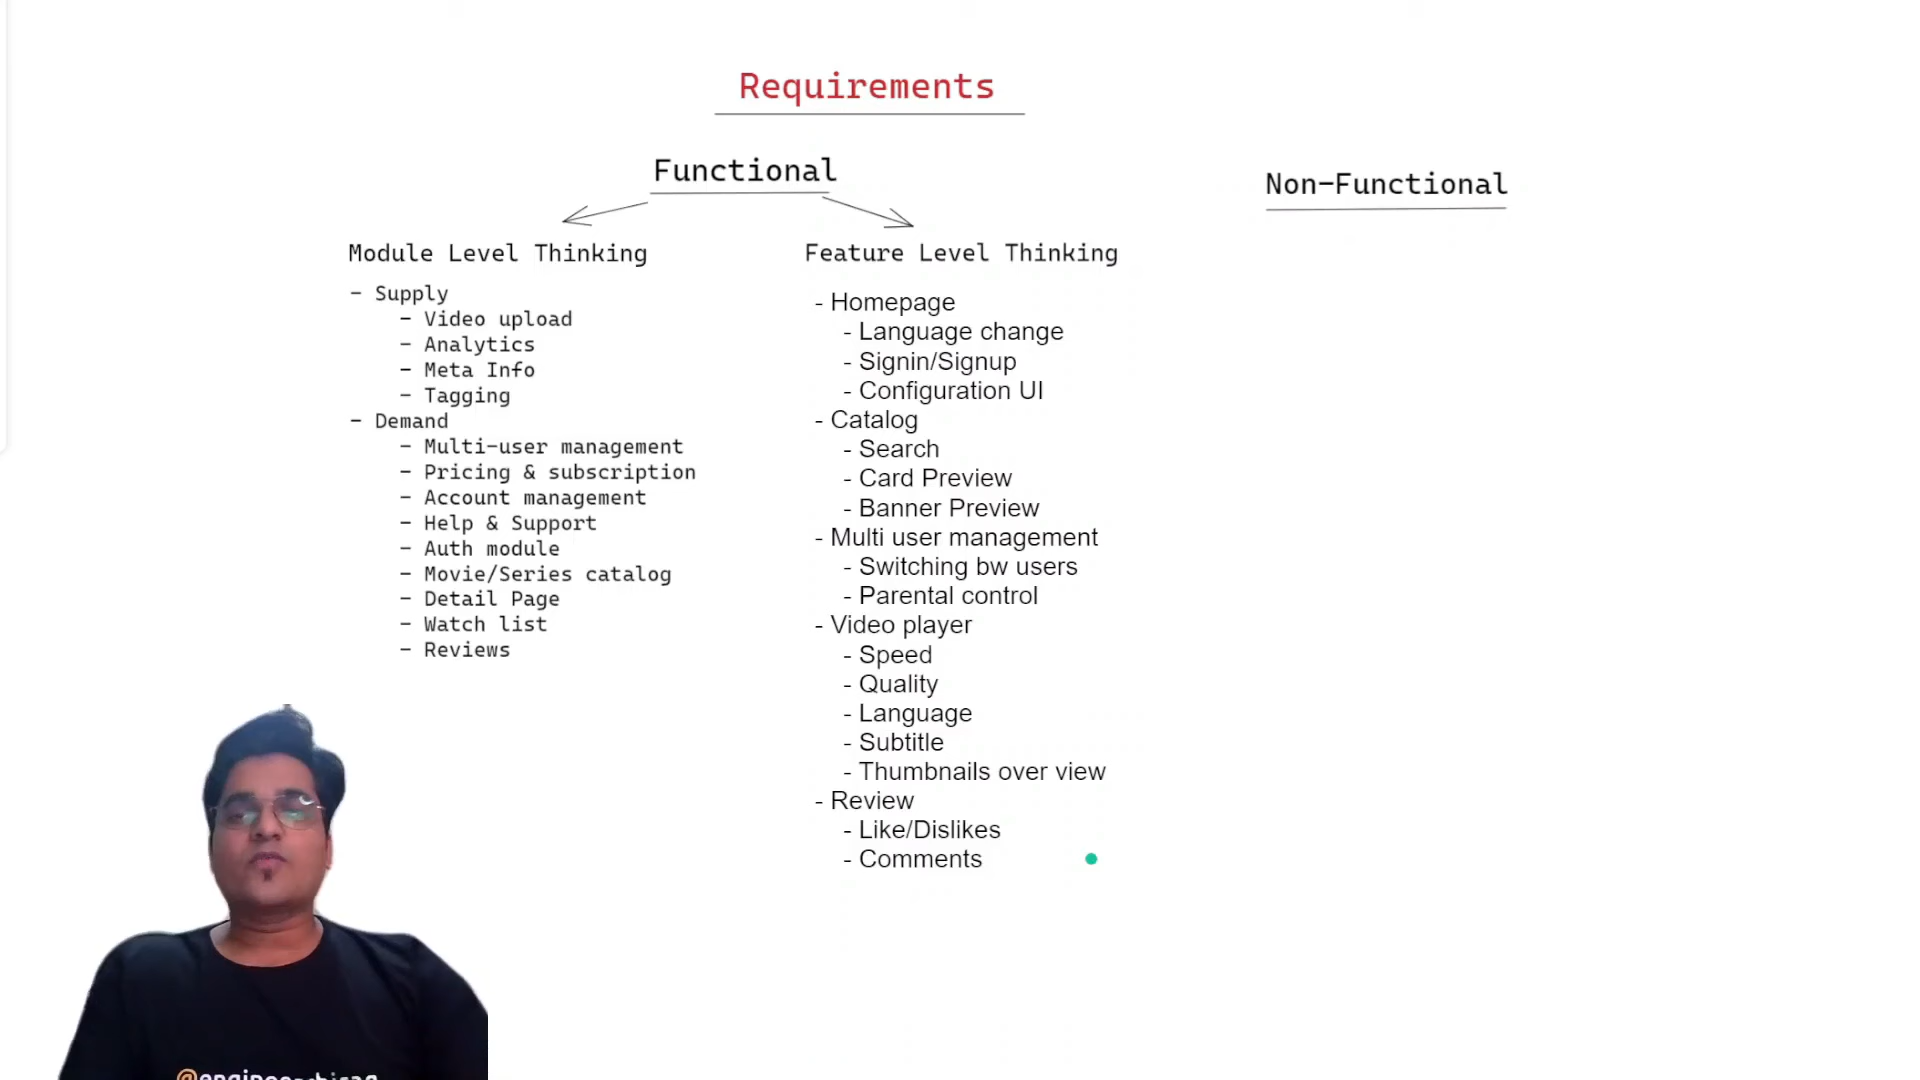 Requirements
Functional
Non-Functional
Module Level Thinking
- Supply
- Video upload
- Analytics
- Meta Info
- Tagging
- Demand
- Multi-user management
- Pricing & subscription
- Account management
- Help & Support
- Auth module
- Movie/Series catalog
- Detail Page
- Watch list
- Reviews
Feature Level Thinking
- Homepage
- Language change
- Signin/Signup
- Configuration UI
- Catalog
- Search
- Card Preview
- Banner Preview
- Multi user management
- Switching bw users
- Parental control
- Video player
- Speed
- Quality
- Language
- Subtitle
- Thumbnails over view
- Review
- Like/Dislikes
- Comments